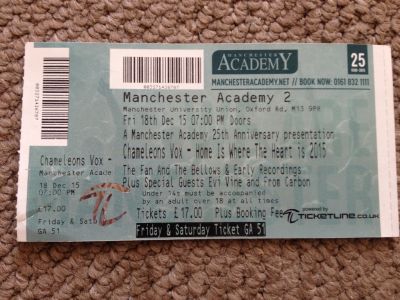 MANCHESTER
ACADEMY
MANCHESTERACADEMY.NET // BOOK NOW: 0161 832 1111
25
Manchester Academy 2
Manchester University Union, Oxford Rd, M13 9PR
Fri 18th Dec 15 07:00 PM Doors
A Manchester Academy 25th Anniversary presentation
Chameleons Vox - Home Is Where The Heart is 2015
The Fan And The Bellows & Early Recordings
Plus Special Guests Evi Vine and From Carbon
Under 14s must be accompanied
by an adult over 18 at all times
Tickets £17.00 Plus Booking Fee
Friday & Saturday Ticket GA 51
powered by
TICKETLINE.CO.UK
Chameleons Vox -
Manchester Acade
18 Dec 15
07:00 PM
£17.00
Friday & Satu
GA 51